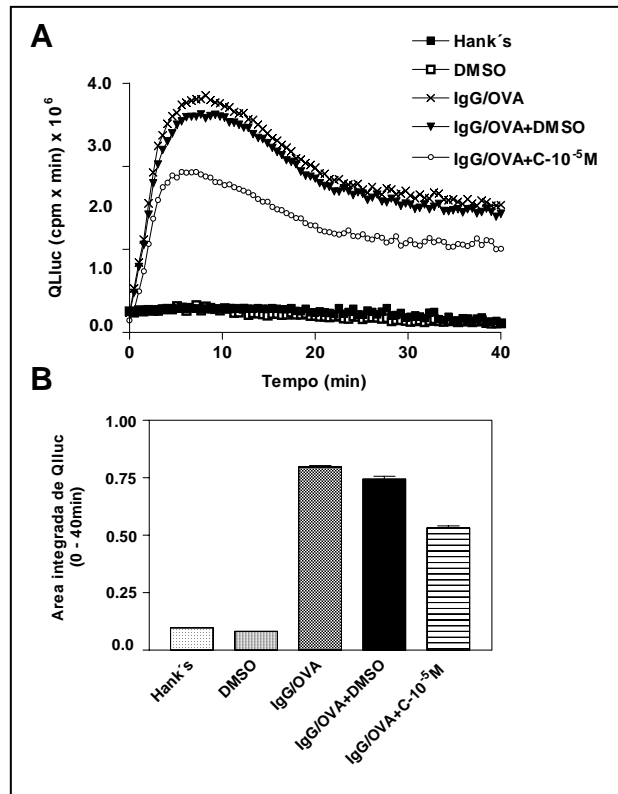 A
Hank´s
DMSO
IgG/OVA
IgG/OVA+DMSO
IgG/OVA+C-10⁻⁵M
QLluc (cpm x min) x 10⁶
4.0
3.0
2.0
1.0
0.0
0 10 20 30 40
Tempo (min)
B
Area integrada de Qlluc
(0 - 40min)
1.00
0.75
0.50
0.25
0.0
Hank´s
DMSO
IgG/OVA
IgG/OVA+DMSO
IgG/OVA+C-10⁻⁵M